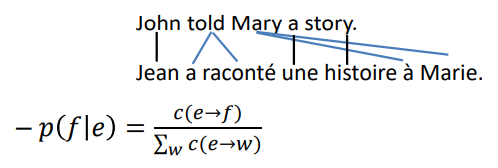 John told Mary a story.
Jean a raconté une histoire à Marie.
– p(f|e) = c(e→f) / ∑w c(e→w)